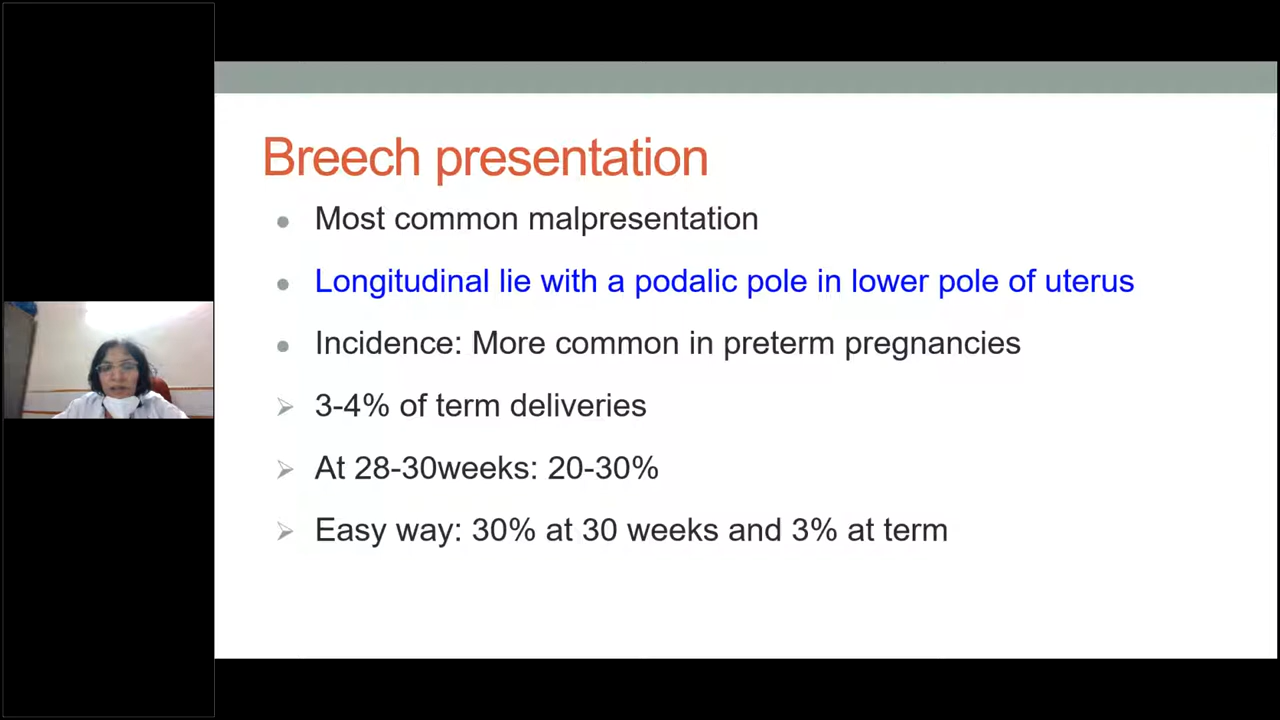 Breech presentation
Most common malpresentation
Longitudinal lie with a podalic pole in lower pole of uterus
Incidence: More common in preterm pregnancies
3-4% of term deliveries
At 28-30weeks: 20-30%
Easy way: 30% at 30 weeks and 3% at term